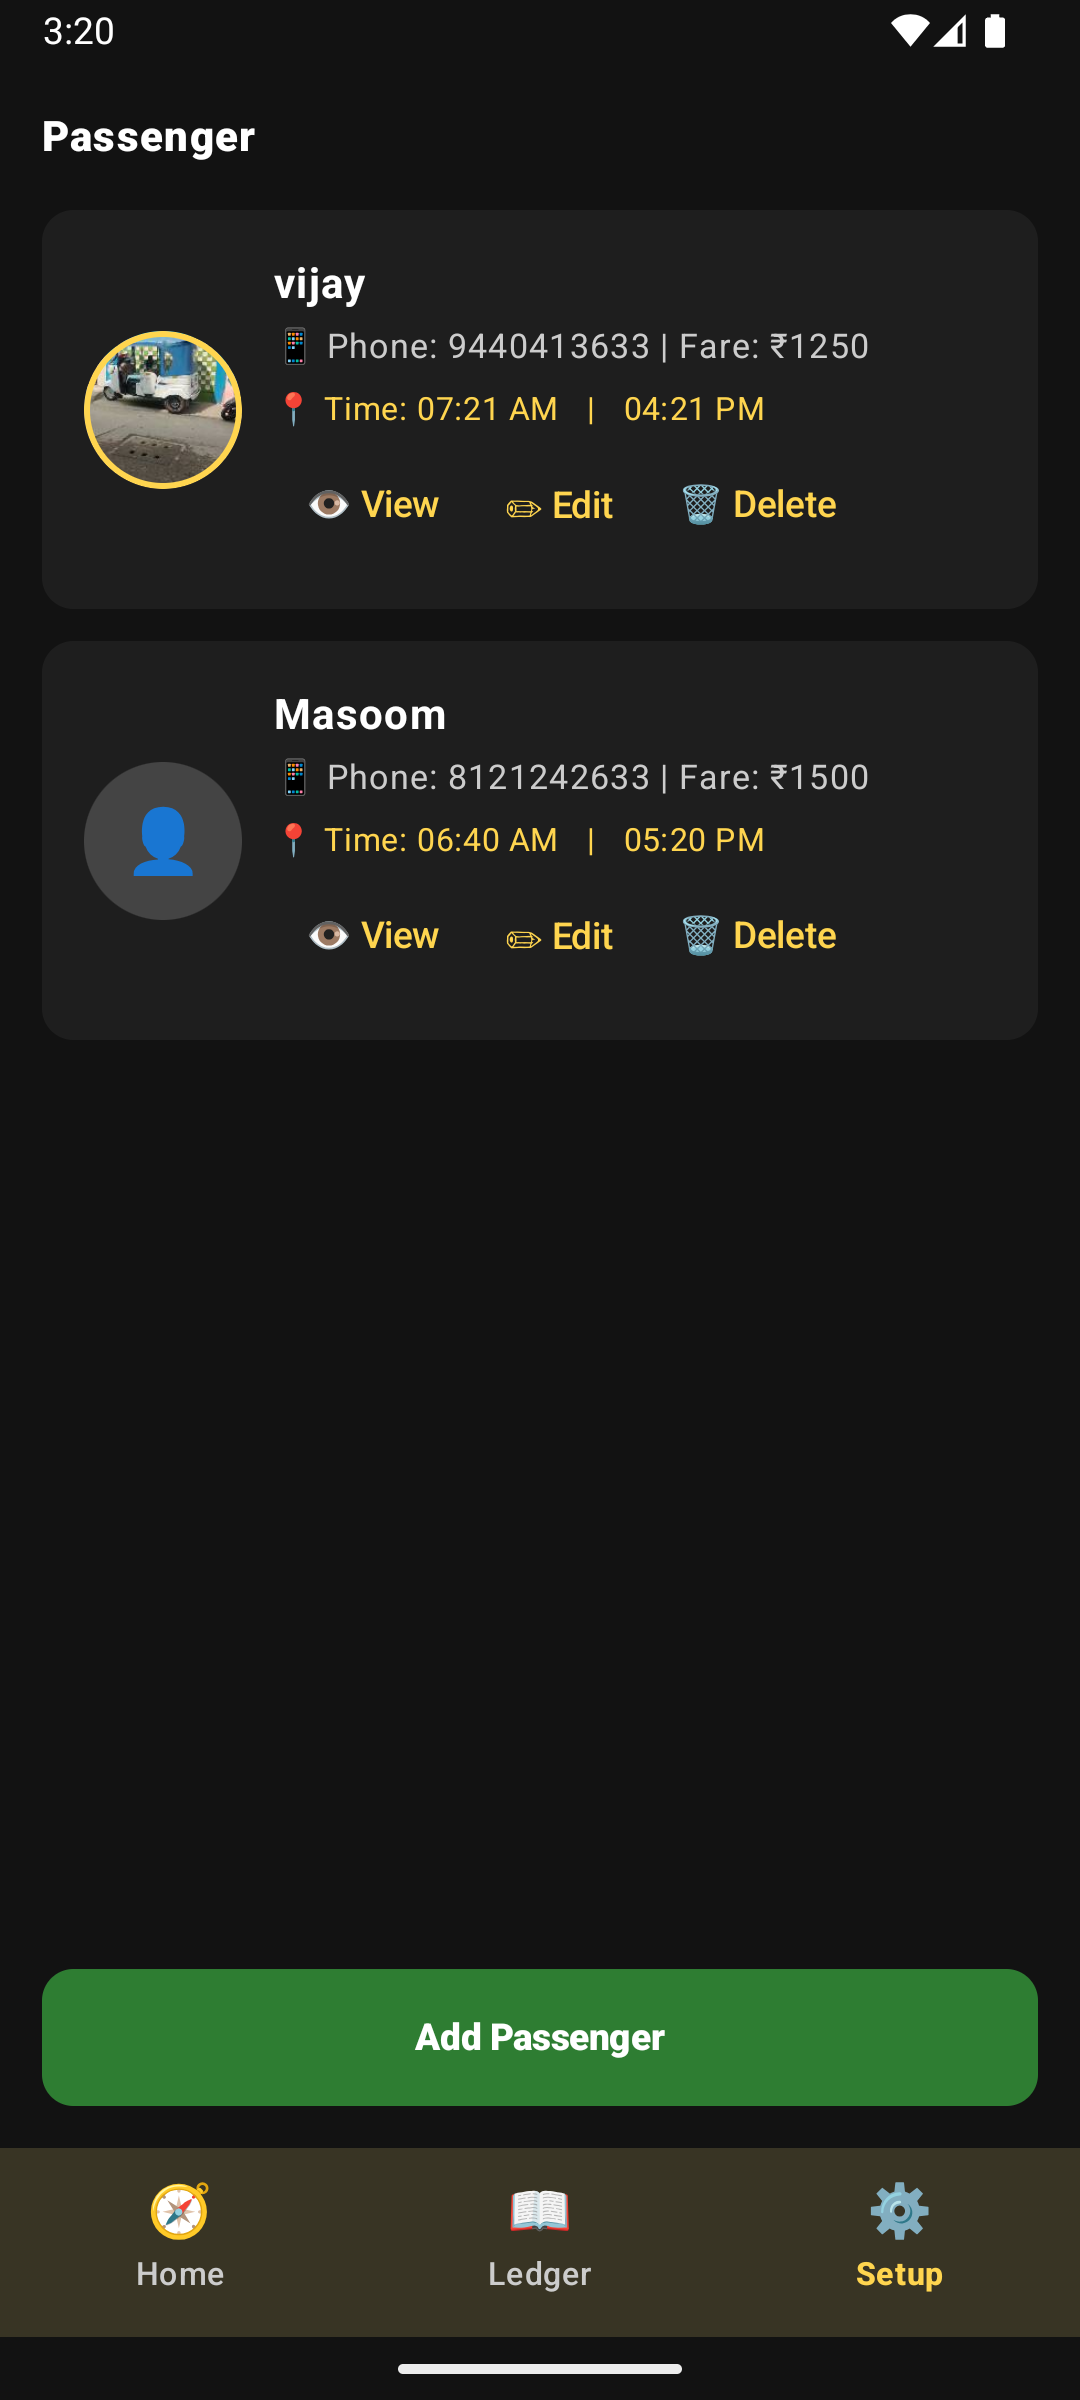 3:20
Passenger
vijay
📱 Phone: 9440413633 | Fare: ₹1250
📍 Time: 07:21 AM | 04:21 PM
👁️ View ✏ Edit 🗑️ Delete
Masoom
📱 Phone: 8121242633 | Fare: ₹1500
📍 Time: 06:40 AM | 05:20 PM
👁️ View ✏ Edit 🗑️ Delete
Add Passenger
Home Ledger Setup